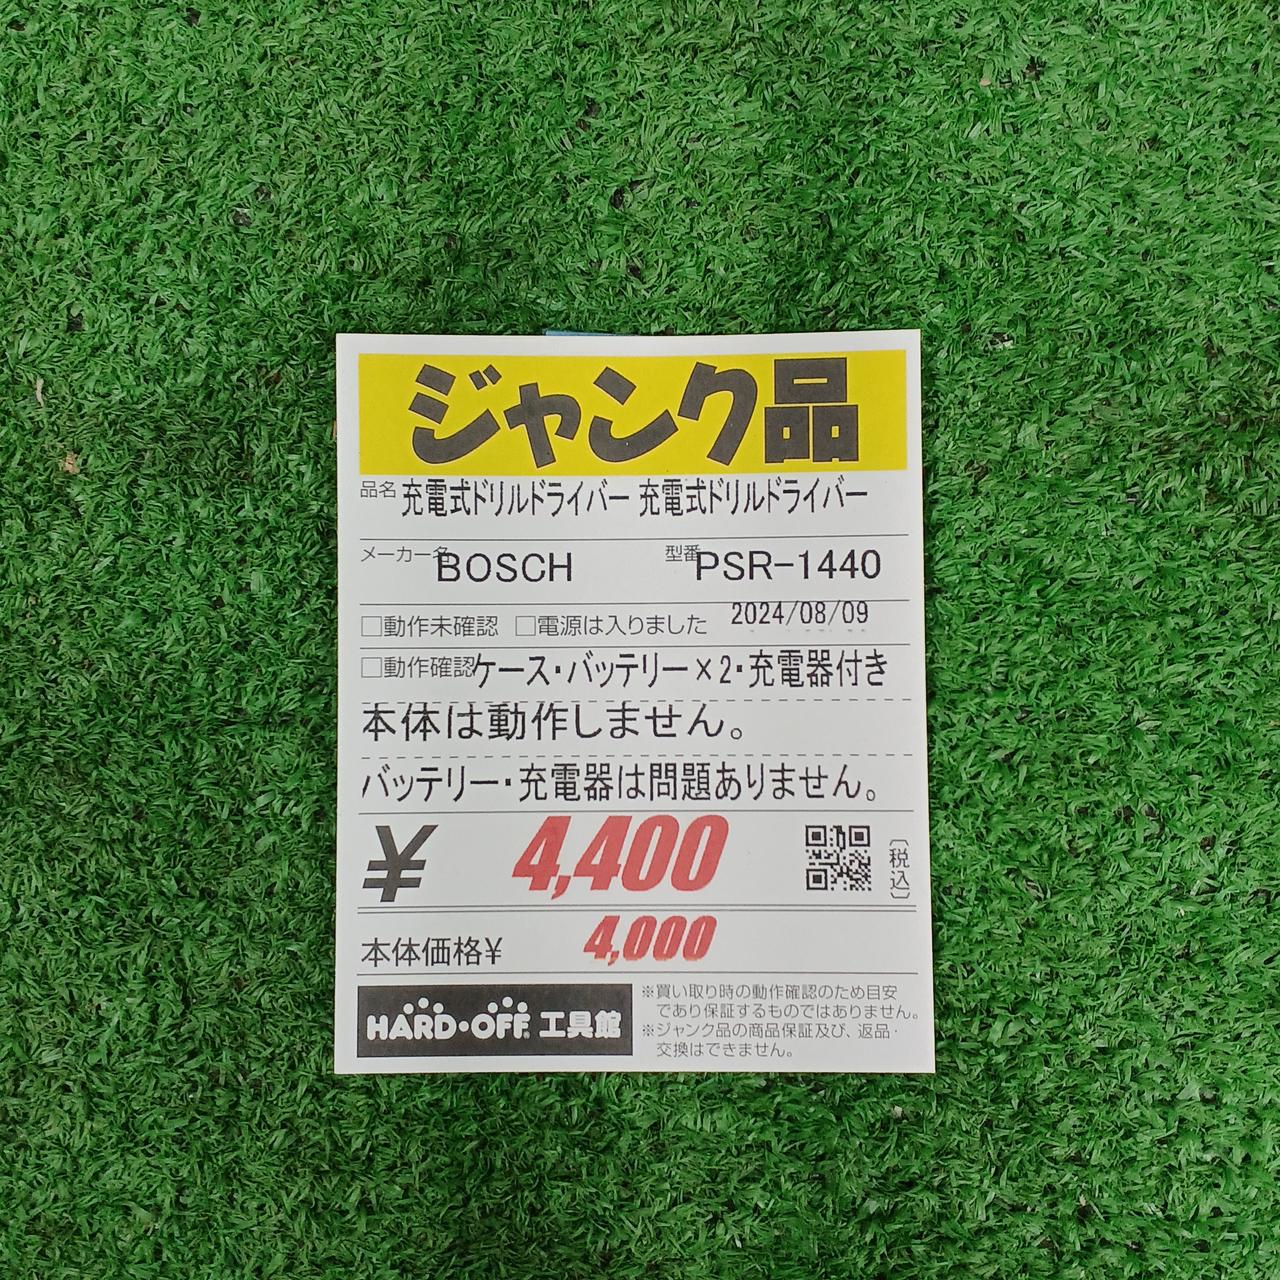 ジャンク品
品名 充電式ドリルドライバー 充電式ドリルドライバー
メーカー名 BOSCH 型番 PSR-1440
□動作未確認 □電源は入りました 2024/08/09
□動作確認 ケース・バッテリー×2・充電器付き
本体は動作しません。
バッテリー・充電器は問題ありません。
¥ 4,400 〔税込〕
本体価格¥ 4,000
HARD・OFF 工具館
※買い取り時の動作確認のため目安
であり保証するものではありません。
※ジャンク品の商品保証及び、返品・
交換はできません。